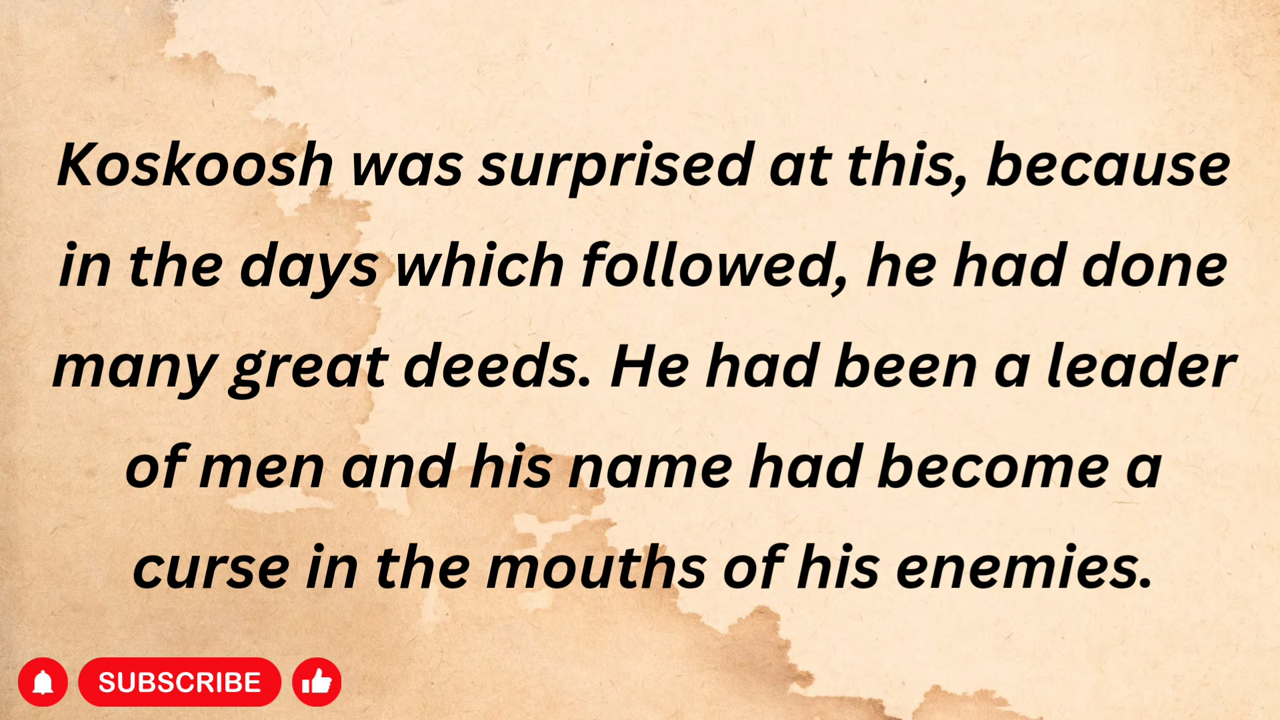 Koskoosh was surprised at this, because
in the days which followed, he had done
many great deeds. He had been a leader
of men and his name had become a
curse in the mouths of his enemies.
SUBSCRIBE